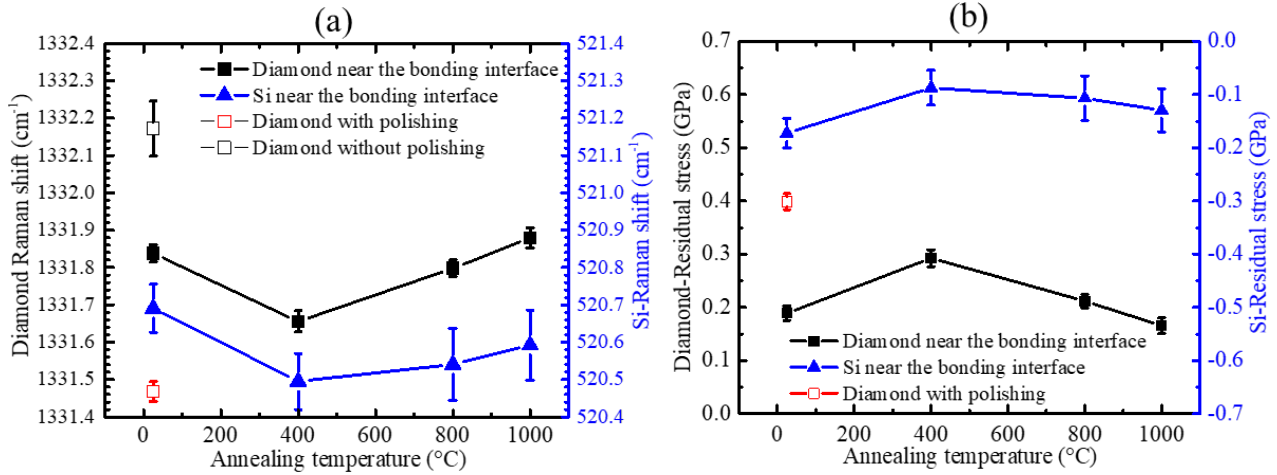 (a)
1332.4
1332.3
1332.2
1332.1
1332.0
1331.9
1331.8
1331.7
1331.6
1331.5
1331.4
Diamond Raman shift (cm⁻¹)
Diamond near the bonding interface
Si near the bonding interface
Diamond with polishing
Diamond without polishing
521.4
521.3
521.2
521.1
521.0
520.9
520.8
520.7
520.6
520.5
520.4
Si-Raman shift (cm⁻¹)
0 200 400 600 800 1000
Annealing temperature (°C)
(b)
0.7
0.6
0.5
0.4
0.3
0.2
0.1
0.0
Diamond-Residual stress (GPa)
Diamond near the bonding interface
Si near the bonding interface
Diamond with polishing
0.0
-0.1
-0.2
-0.3
-0.4
-0.5
-0.6
-0.7
Si-Residual stress (GPa)
0 200 400 600 800 1000
Annealing temperature (°C)